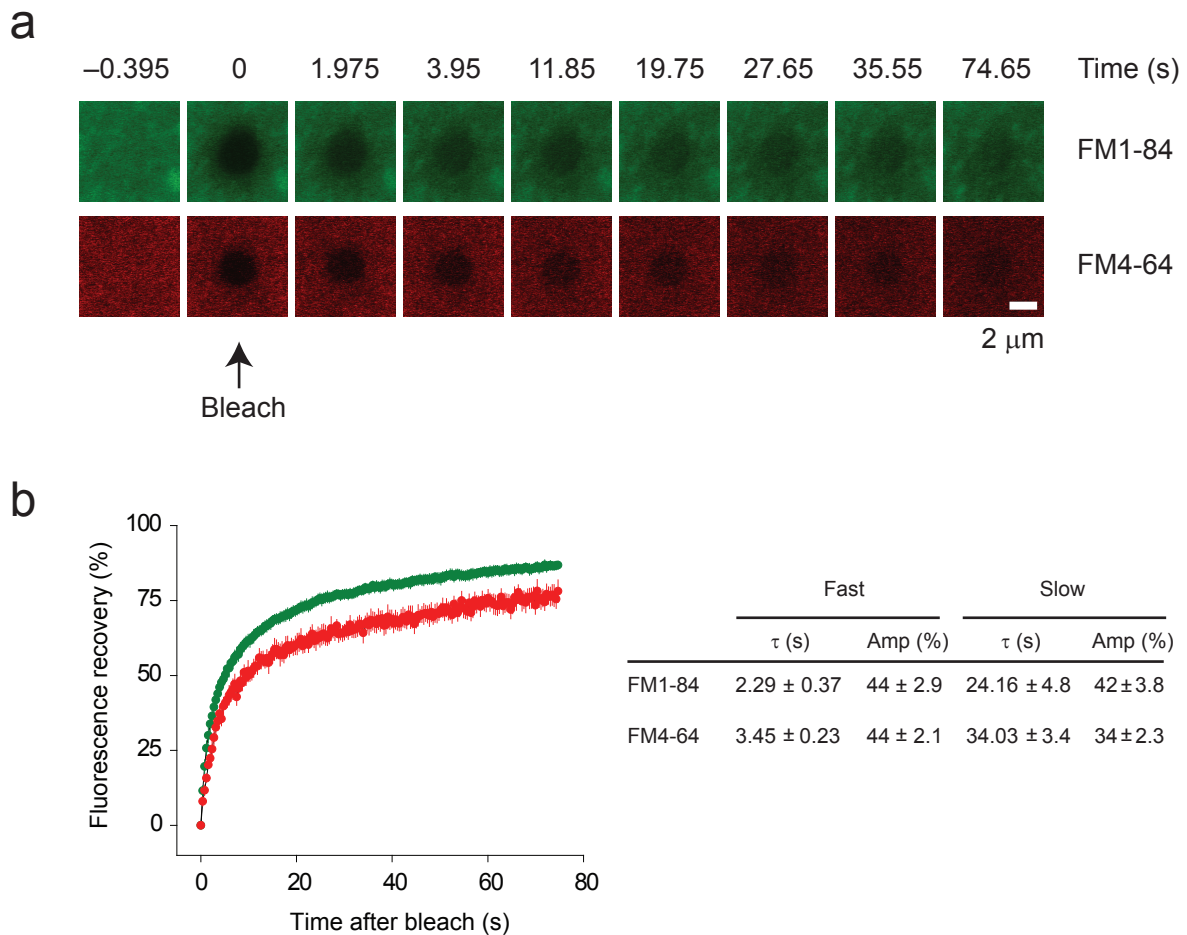 a
–0.395 0 1.975 3.95 11.85 19.75 27.65 35.55 74.65 Time (s)
FM1-84
FM4-64
2 μm
Bleach
b
Fluorescence recovery (%)
100
75
50
25
0
0 20 40 60 80
Time after bleach (s)
Fast Slow
τ (s) Amp (%) τ (s) Amp (%)
FM1-84 2.29 ± 0.37 44 ± 2.9 24.16 ± 4.8 42 ± 3.8
FM4-64 3.45 ± 0.23 44 ± 2.1 34.03 ± 3.4 34 ± 2.3